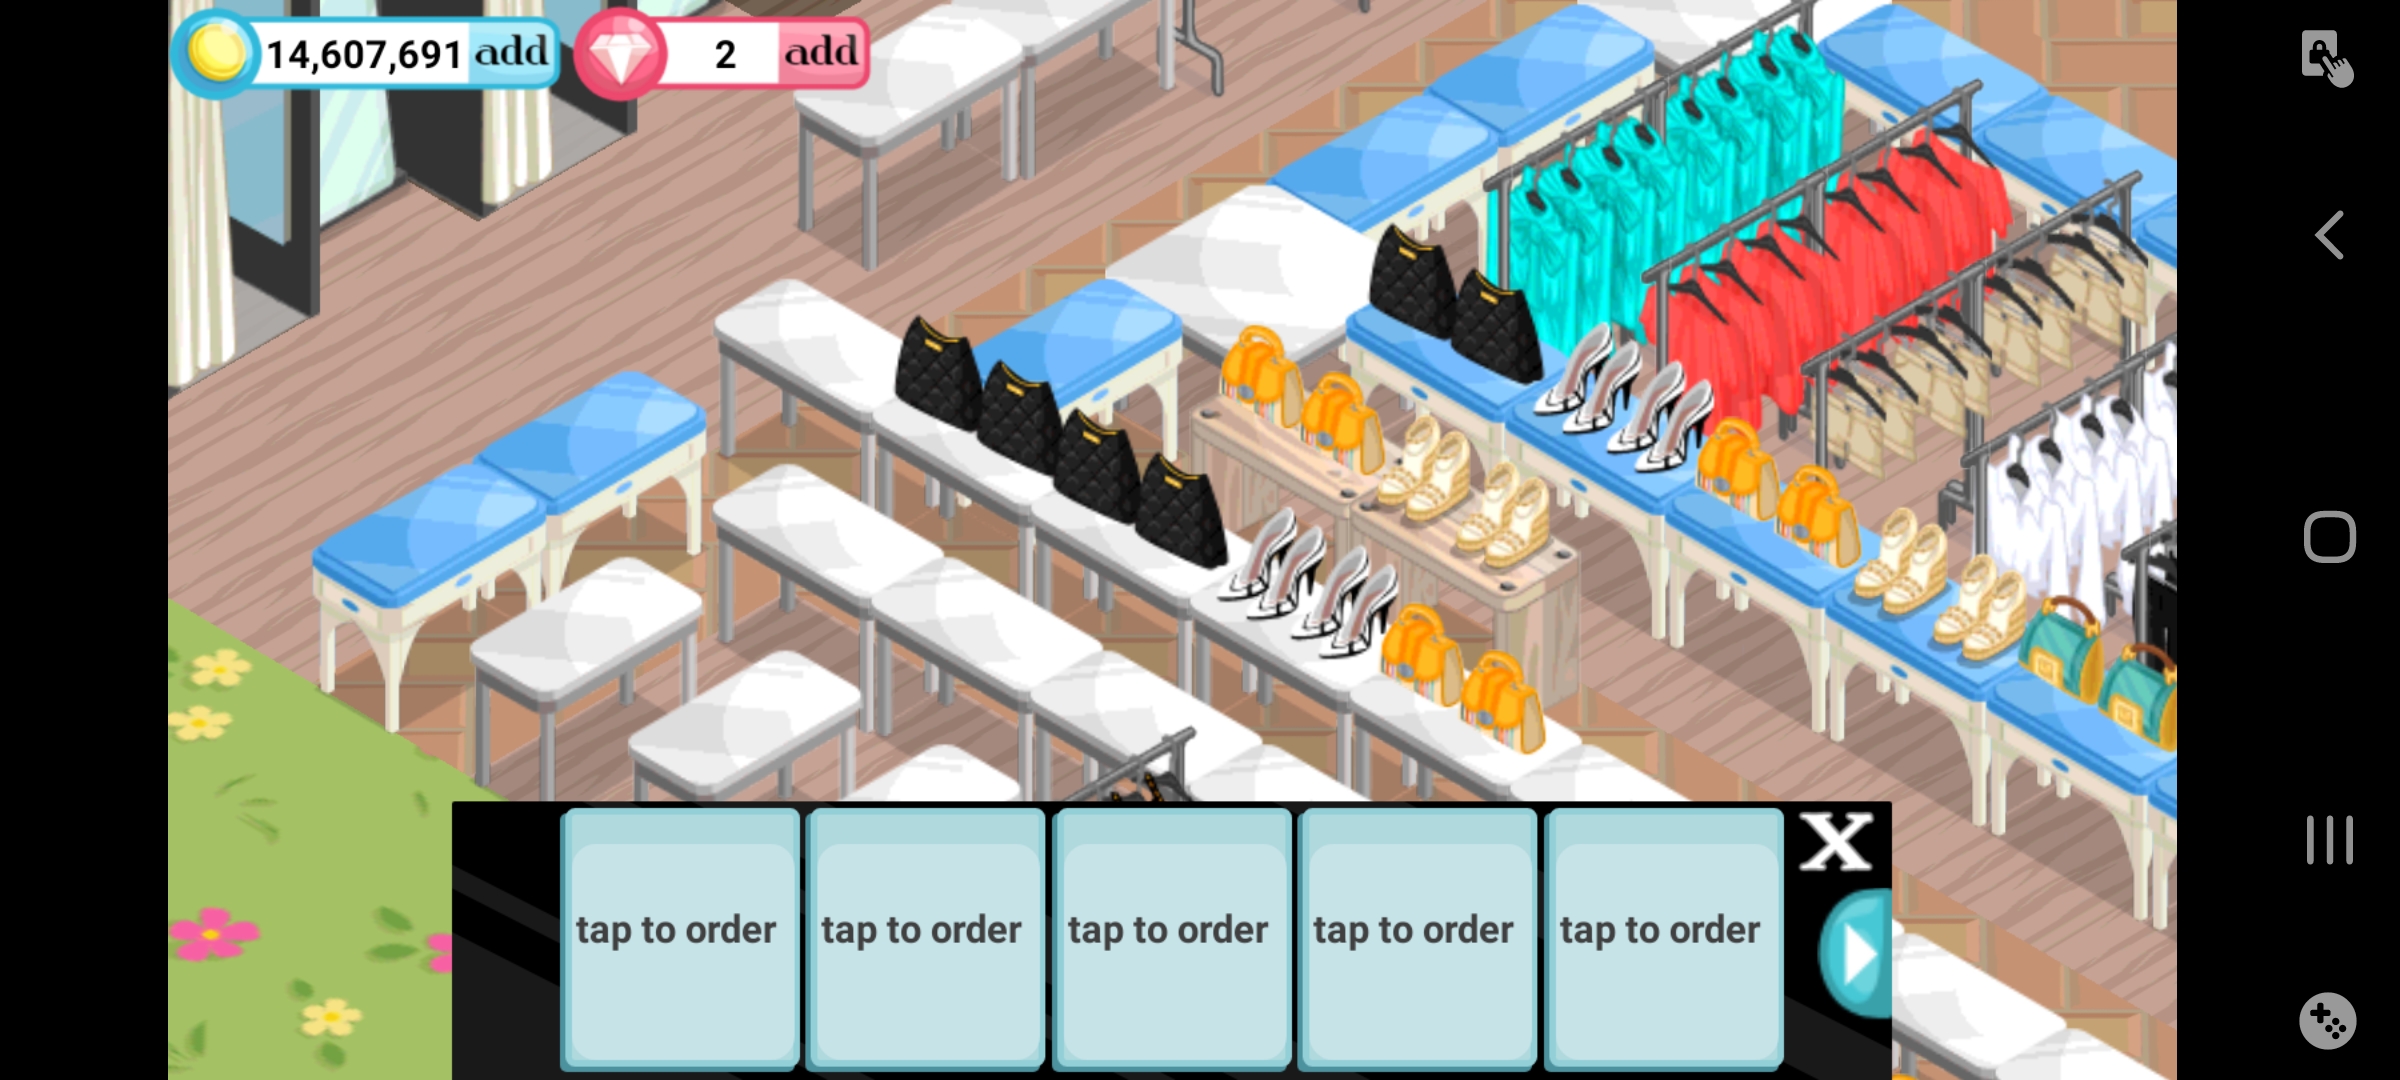 14,607,691 add 2 add
X
tap to order tap to order tap to order tap to order tap to order